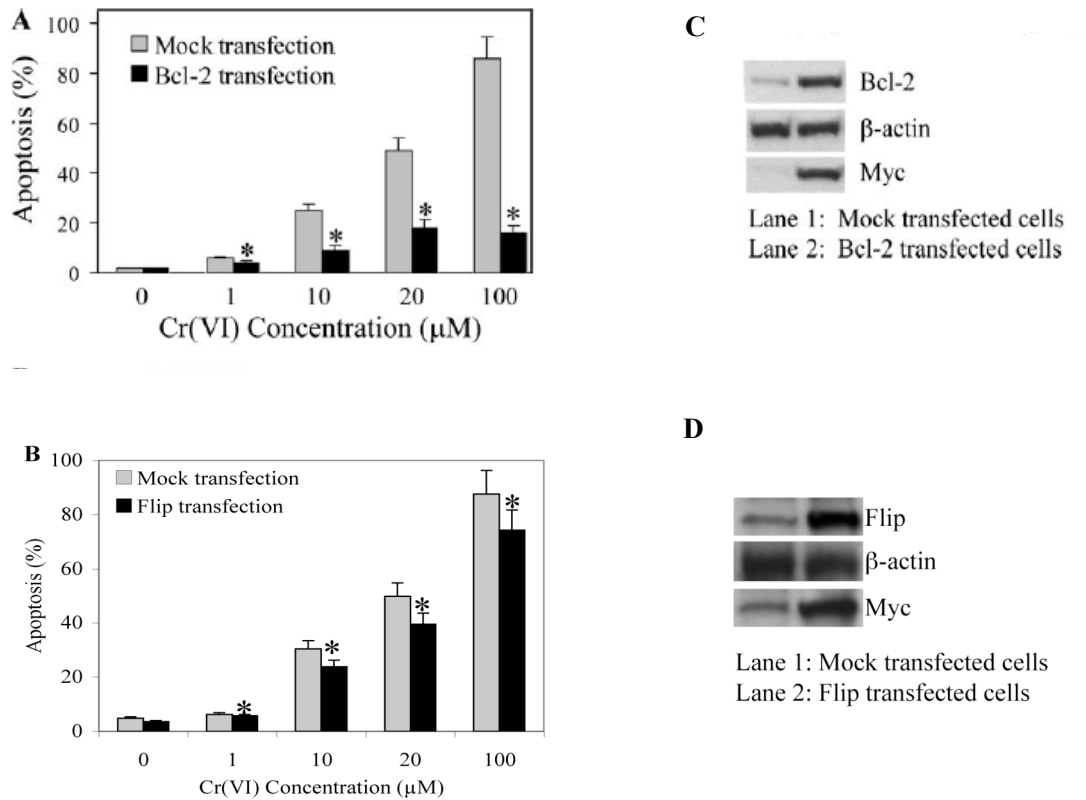 A
100
80
60
40
20
0
Apoptosis (%)
Mock transfection
Bcl-2 transfection
*
*
*
*
0 1 10 20 100
Cr(VI) Concentration (μM)
C
Bcl-2
β-actin
Myc
Lane 1: Mock transfected cells
Lane 2: Bcl-2 transfected cells
B
100
80
60
40
20
0
Apoptosis (%)
Mock transfection
Flip transfection
*
*
*
*
0 1 10 20 100
Cr(VI) Concentration (μM)
D
Flip
β-actin
Myc
Lane 1: Mock transfected cells
Lane 2: Flip transfected cells